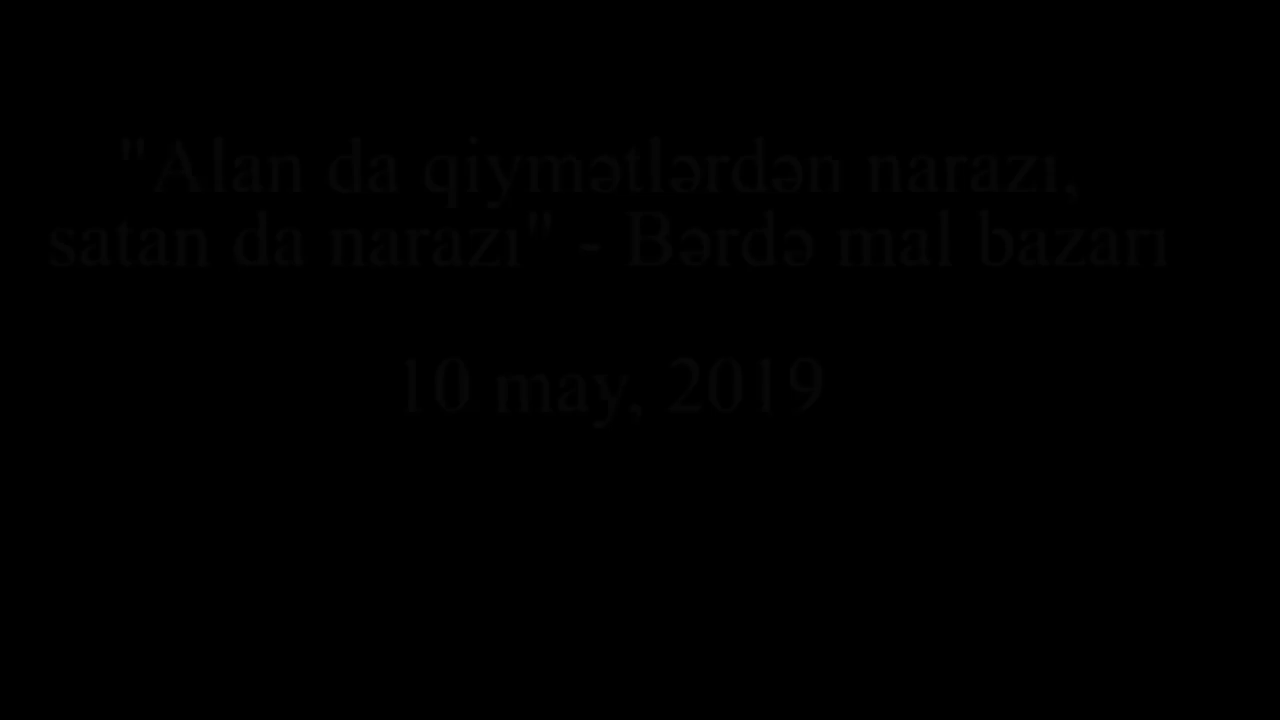 "Alan da qiymətlərdən narazı,
satan da narazı" - Bərdə mal bazarı
10 may, 2019